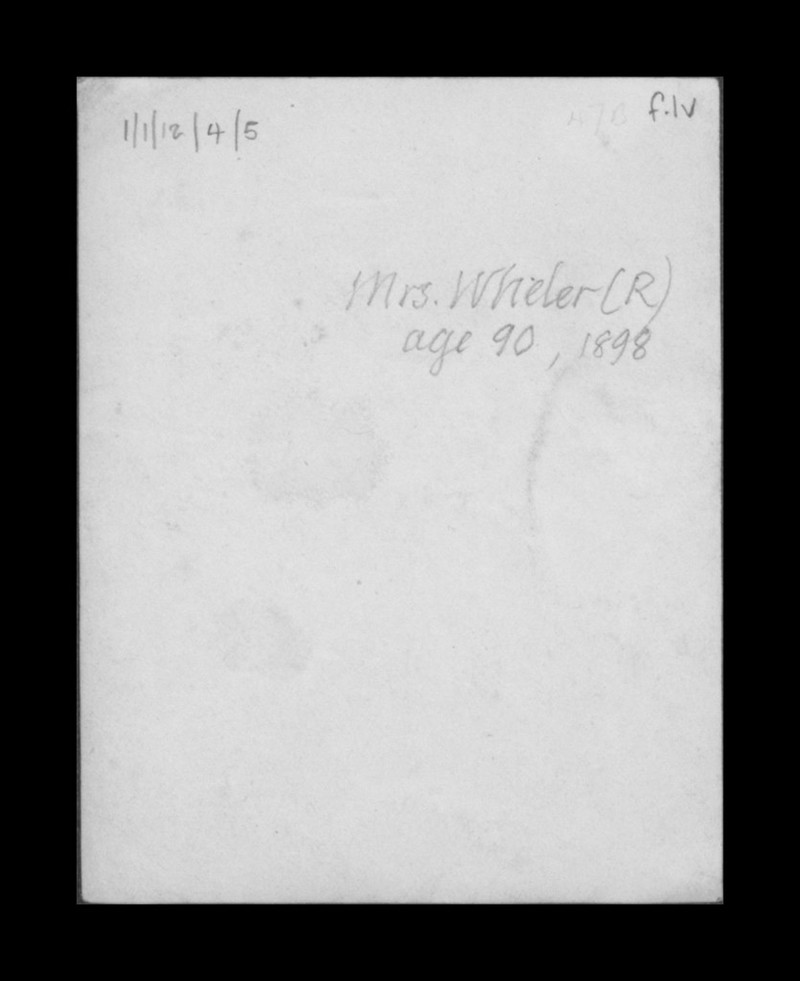 1/1/12/4/5
f.1v
Mrs. Wheler (R)
age 90, 1898